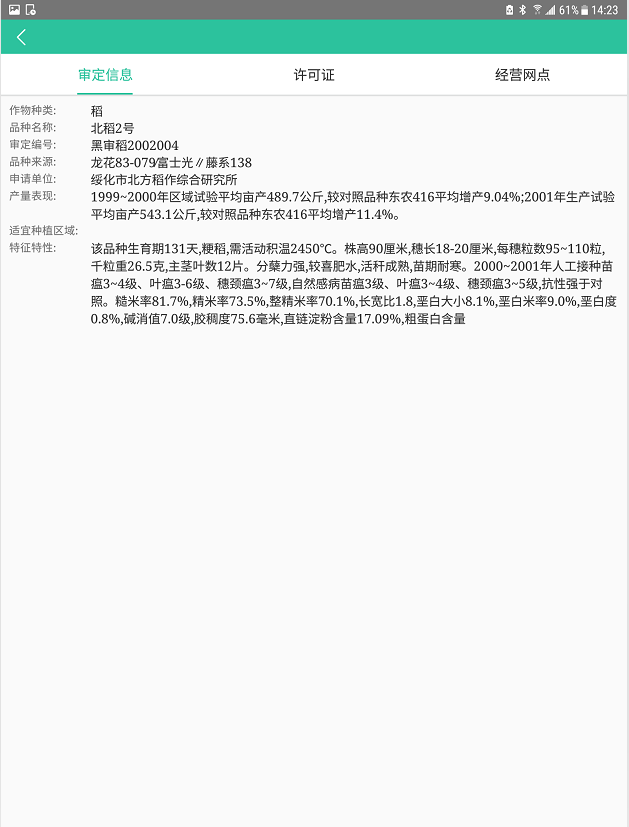 61% 14:23
审定信息 许可证 经营网点
作物种类: 稻
品种名称: 北稻2号
审定编号: 黑审稻2002004
品种来源: 龙花83-079/富士光∥藤系138
申请单位: 绥化市北方稻作综合研究所
产量表现: 1999~2000年区域试验平均亩产489.7公斤,较对照品种东农416平均增产9.04%;2001年生产试验
平均亩产543.1公斤,较对照品种东农416平均增产11.4%。
适宜种植区域:
特征特性: 该品种生育期131天,粳稻,需活动积温2450℃。株高90厘米,穗长18-20厘米,每穗粒数95~110粒,
千粒重26.5克,主茎叶数12片。分蘖力强,较喜肥水,活秆成熟,苗期耐寒。2000~2001年人工接种苗
瘟3~4级、叶瘟3-6级、穗颈瘟3~7级,自然感病苗瘟3级、叶瘟3~4级、穗颈瘟3~5级,抗性强于对
照。糙米率81.7%,精米率73.5%,整精米率70.1%,长宽比1.8,垩白大小8.1%,垩白米率9.0%,垩白度
0.8%,碱消值7.0级,胶稠度75.6毫米,直链淀粉含量17.09%,粗蛋白含量